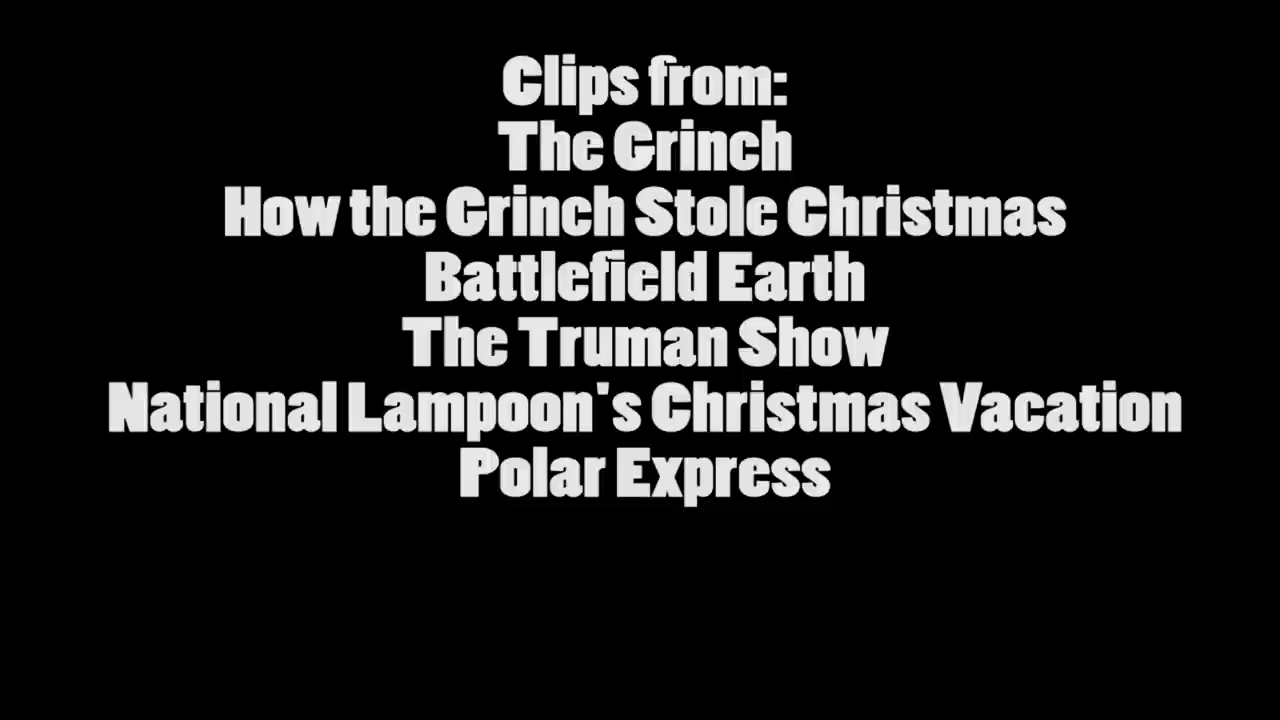 Clips from:
The Grinch
How the Grinch Stole Christmas
Battlefield Earth
The Truman Show
National Lampoon's Christmas Vacation
Polar Express